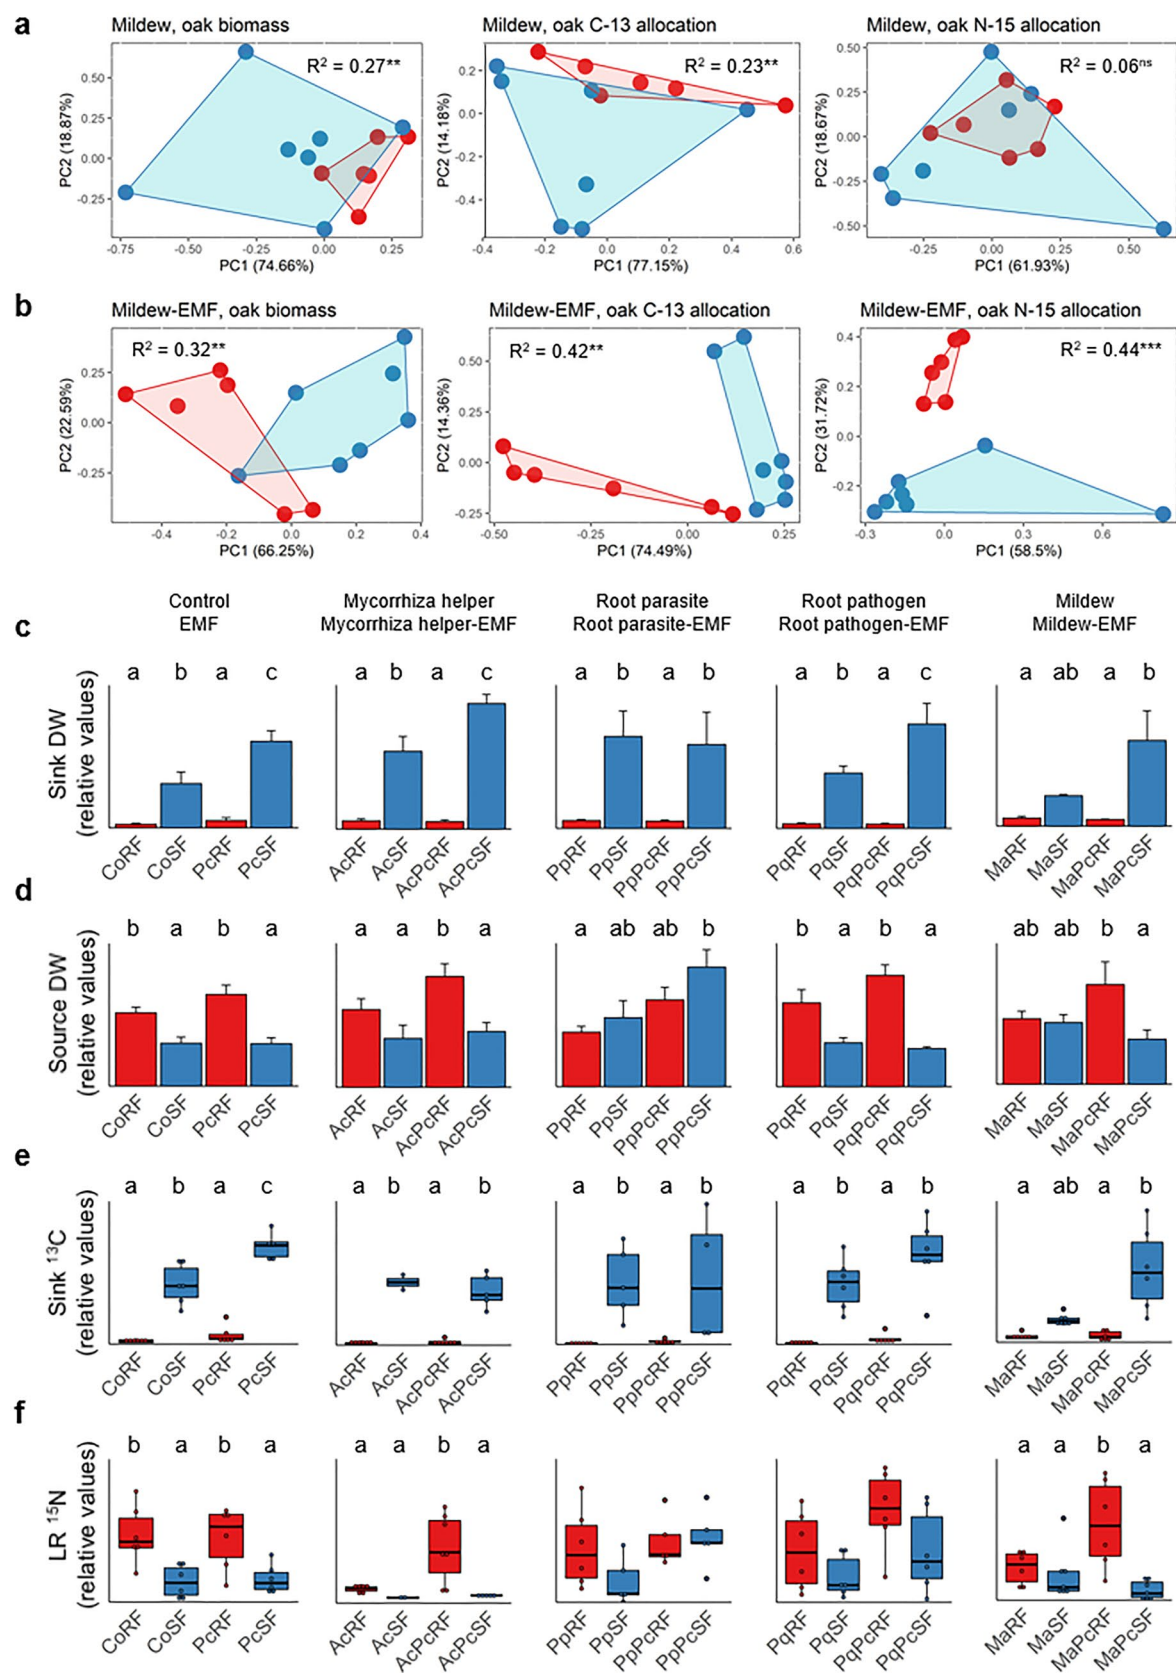 a
Mildew, oak biomass
Mildew, oak C-13 allocation
Mildew, oak N-15 allocation
R² = 0.27**
R² = 0.23**
R² = 0.06ns
PC2 (18.87%)
0.50
0.25
0.00
-0.25
-0.75
-0.50
-0.25
0.00
0.25
PC1 (74.66%)
PC2 (14.18%)
0.2
0.0
-0.2
-0.4
-0.4
-0.2
0.0
0.2
0.4
0.6
PC1 (77.15%)
PC2 (18.67%)
0.50
0.25
0.00
-0.25
-0.50
-0.25
0.00
0.25
0.50
PC1 (61.93%)
b
Mildew-EMF, oak biomass
Mildew-EMF, oak C-13 allocation
Mildew-EMF, oak N-15 allocation
R² = 0.32**
R² = 0.42**
R² = 0.44***
PC2 (22.59%)
0.25
0.00
-0.25
-0.4
-0.2
0.0
0.2
0.4
PC1 (66.25%)
PC2 (14.36%)
0.50
0.25
0.00
-0.25
-0.50
-0.25
0.00
0.25
PC1 (74.49%)
PC2 (31.72%)
0.4
0.2
0.0
-0.2
-0.3
0.0
0.3
0.6
PC1 (58.5%)
Control
EMF
Mycorrhiza helper
Mycorrhiza helper-EMF
Root parasite
Root parasite-EMF
Root pathogen
Root pathogen-EMF
Mildew
Mildew-EMF
c
Sink DW
(relative values)
a b a c
a b a c
a b a b
a b a c
a ab a b
CoRF CoSF PcRF PcSF
AcRF AcSF AcPcRF AcPcSF
PpRF PpSF PpPcRF PpPcSF
PqRF PqSF PqPcRF PqPcSF
MaRF MaSF MaPcRF MaPcSF
d
Source DW
(relative values)
b a b a
a a b a
a ab ab b
b a b a
ab ab b a
CoRF CoSF PcRF PcSF
AcRF AcSF AcPcRF AcPcSF
PpRF PpSF PpPcRF PpPcSF
PqRF PqSF PqPcRF PqPcSF
MaRF MaSF MaPcRF MaPcSF
e
Sink ¹³C
(relative values)
a b a c
a b a b
a b a b
a b a b
a ab a b
CoRF CoSF PcRF PcSF
AcRF AcSF AcPcRF AcPcSF
PpRF PpSF PpPcRF PpPcSF
PqRF PqSF PqPcRF PqPcSF
MaRF MaSF MaPcRF MaPcSF
f
LR ¹⁵N
(relative values)
b a b a
a a b a
a a b a
CoRF CoSF PcRF PcSF
AcRF AcSF AcPcRF AcPcSF
PpRF PpSF PpPcRF PpPcSF
PqRF PqSF PqPcRF PqPcSF
MaRF MaSF MaPcRF MaPcSF